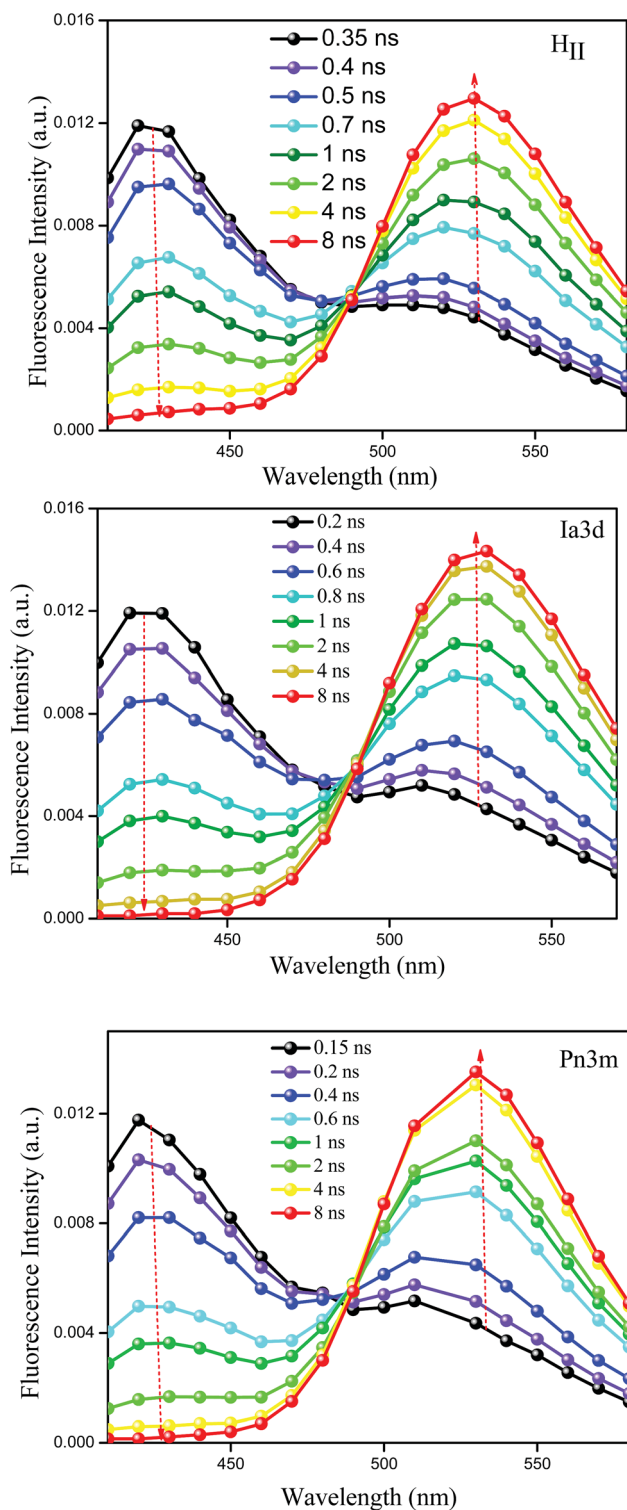 H_II
0.35 ns
0.4 ns
0.5 ns
0.7 ns
1 ns
2 ns
4 ns
8 ns
0.016
0.012
0.008
0.004
0.000
Fluorescence Intensity (a.u.)
450 500 550
Wavelength (nm)
Ia3d
0.2 ns
0.4 ns
0.6 ns
0.8 ns
1 ns
2 ns
4 ns
8 ns
0.016
0.012
0.008
0.004
0.000
Fluorescence Intensity (a.u.)
450 500 550
Wavelength (nm)
Pn3m
0.15 ns
0.2 ns
0.4 ns
0.6 ns
1 ns
2 ns
4 ns
8 ns
0.012
0.008
0.004
0.000
Fluorescence Intensity (a.u.)
450 500 550
Wavelength (nm)